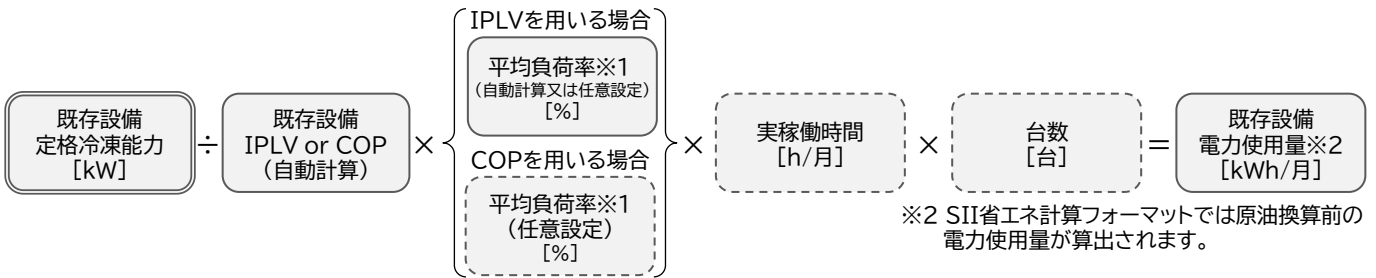 既存設備
定格冷凍能力
[kW]
÷
既存設備
IPLV or COP
(自動計算)
×
IPLVを用いる場合
平均負荷率※1
(自動計算又は任意設定)
[%]
COPを用いる場合
平均負荷率※1
(任意設定)
[%]
×
実稼働時間
[h/月]
×
台数
[台]
=
既存設備
電力使用量※2
[kWh/月]
※2 SII省エネ計算フォーマットでは原油換算前の
電力使用量が算出されます。